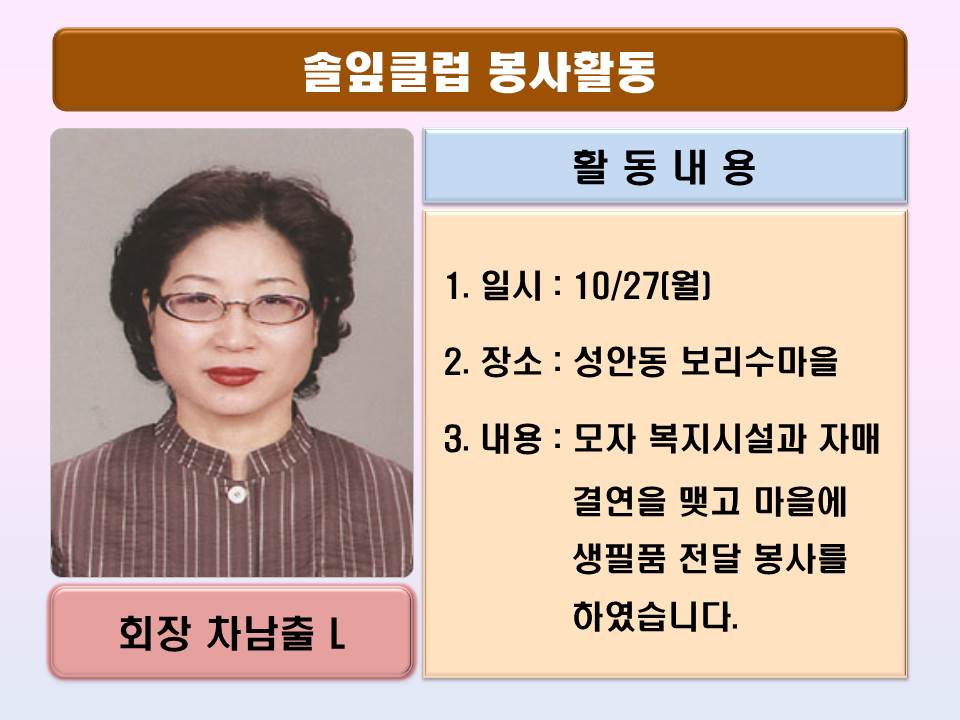 솔잎클럽 봉사활동
활 동 내 용
1. 일시 : 10/27(월)
2. 장소 : 성안동 보리수마을
3. 내용 : 모자 복지시설과 자매
결연을 맺고 마을에
생필품 전달 봉사를
하였습니다.
회장 차남출 L